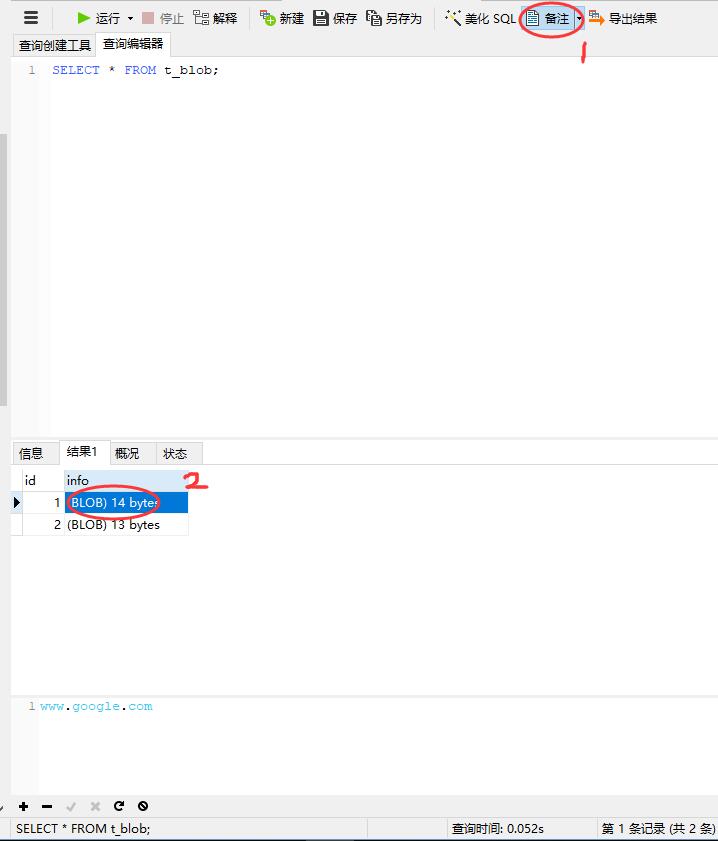 运行 停止 解释 新建 保存 另存为 美化 SQL 备注 导出结果
1
查询创建工具 查询编辑器
1 SELECT * FROM t_blob;
信息 结果1 概况 状态
id info
2
1 (BLOB) 14 bytes
2 (BLOB) 13 bytes
1 www.google.com
SELECT * FROM t_blob; 查询时间: 0.052s 第 1 条记录 (共 2 条)